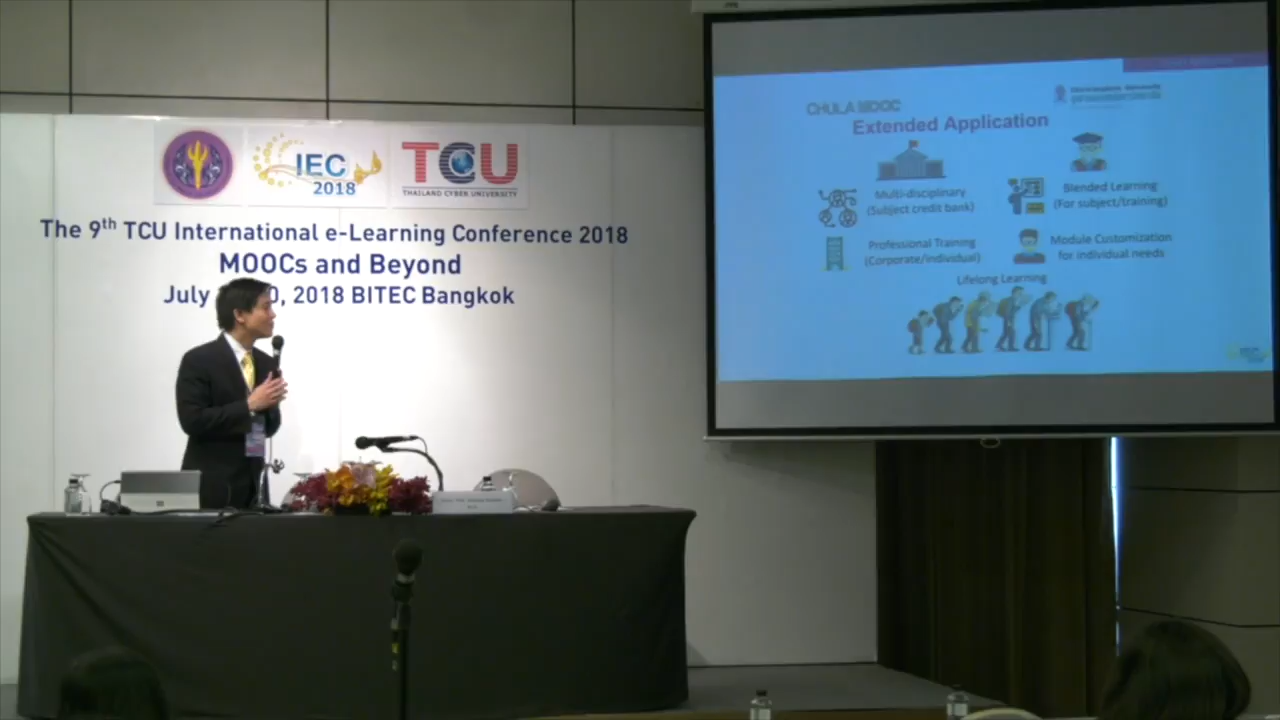 IEC
2018
TCU
THAILAND CYBER UNIVERSITY
The 9th TCU International e-Learning Conference 2018
MOOCs and Beyond
July 0, 2018 BITEC Bangkok
CHULA MOOC
Extended Application
Multi-disciplinary
(Subject credit bank)
Blended Learning
(For subject/training)
Professional Training
(Corporate/individual)
Module Customization
for individual needs
Lifelong Learning